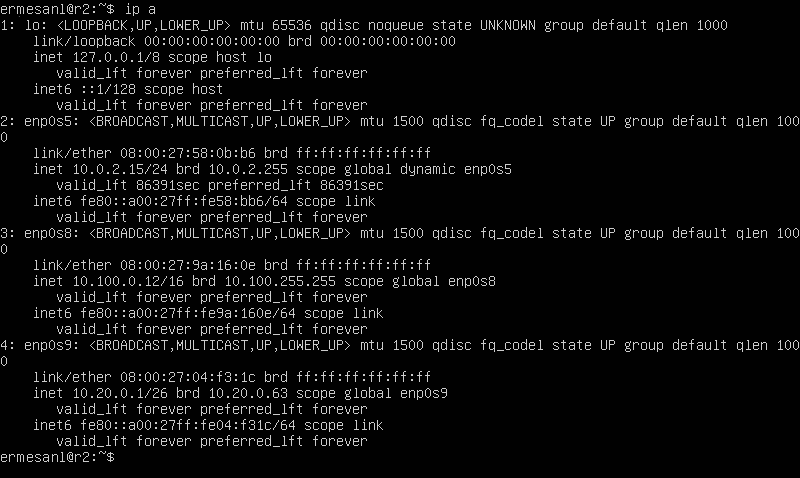 ermesanl@r2:~$ ip a
1: lo: <LOOPBACK,UP,LOWER_UP> mtu 65536 qdisc noqueue state UNKNOWN group default qlen 1000
    link/loopback 00:00:00:00:00:00 brd 00:00:00:00:00:00
    inet 127.0.0.1/8 scope host lo
       valid_lft forever preferred_lft forever
    inet6 ::1/128 scope host
       valid_lft forever preferred_lft forever
2: enp0s5: <BROADCAST,MULTICAST,UP,LOWER_UP> mtu 1500 qdisc fq_codel state UP group default qlen 100
0
    link/ether 08:00:27:58:0b:b6 brd ff:ff:ff:ff:ff:ff
    inet 10.0.2.15/24 brd 10.0.2.255 scope global dynamic enp0s5
       valid_lft 86391sec preferred_lft 86391sec
    inet6 fe80::a00:27ff:fe58:bb6/64 scope link
       valid_lft forever preferred_lft forever
3: enp0s8: <BROADCAST,MULTICAST,UP,LOWER_UP> mtu 1500 qdisc fq_codel state UP group default qlen 100
0
    link/ether 08:00:27:9a:16:0e brd ff:ff:ff:ff:ff:ff
    inet 10.100.0.12/16 brd 10.100.255.255 scope global enp0s8
       valid_lft forever preferred_lft forever
    inet6 fe80::a00:27ff:fe9a:160e/64 scope link
       valid_lft forever preferred_lft forever
4: enp0s9: <BROADCAST,MULTICAST,UP,LOWER_UP> mtu 1500 qdisc fq_codel state UP group default qlen 100
0
    link/ether 08:00:27:04:f3:1c brd ff:ff:ff:ff:ff:ff
    inet 10.20.0.1/26 brd 10.20.0.63 scope global enp0s9
       valid_lft forever preferred_lft forever
    inet6 fe80::a00:27ff:fe04:f31c/64 scope link
       valid_lft forever preferred_lft forever
ermesanl@r2:~$